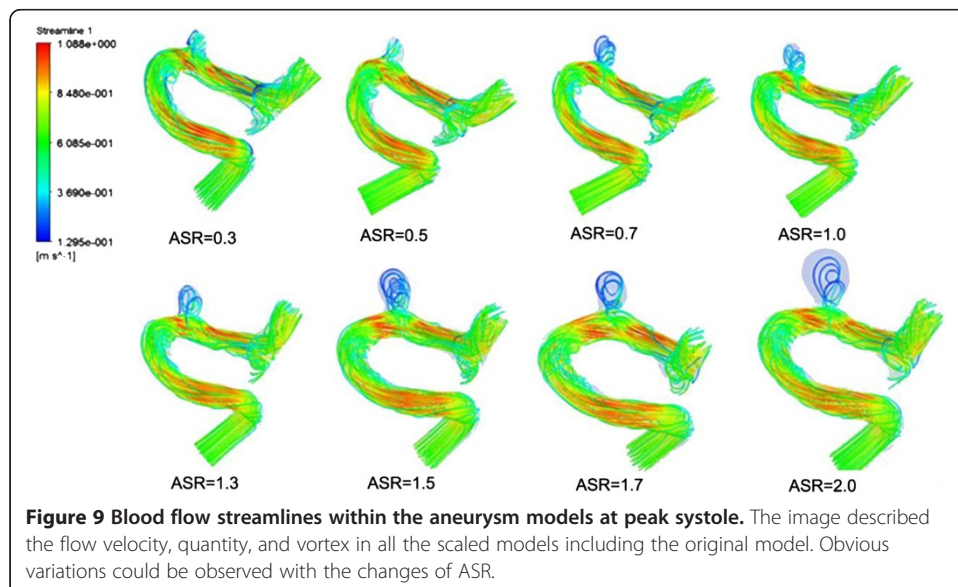 Streamline 1
1.088e+000
8.480e-001
6.085e-001
3.690e-001
1.295e-001
[m s^-1]
ASR=0.3
ASR=0.5
ASR=0.7
ASR=1.0
ASR=1.3
ASR=1.5
ASR=1.7
ASR=2.0
Figure 9 Blood flow streamlines within the aneurysm models at peak systole. The image described
the flow velocity, quantity, and vortex in all the scaled models including the original model. Obvious
variations could be observed with the changes of ASR.